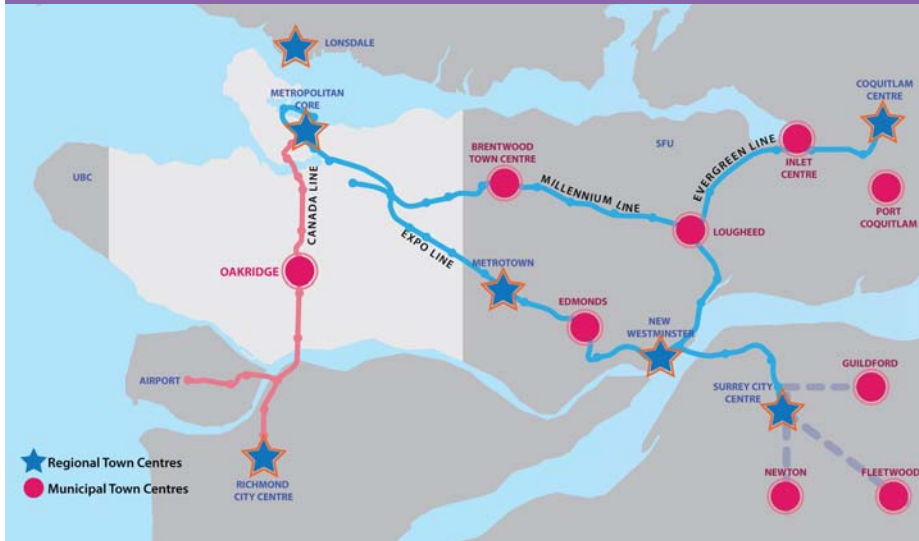 LONSDALE
METROPOLITAN
CORE
COQUITLAM
CENTRE
BRENTWOOD
TOWN CENTRE
SFU
EVERGREEN LINE
INLET
CENTRE
UBC
MILLENNIUM LINE
PORT
COQUITLAM
CANADA LINE
LOUGHEED
EXPO LINE
OAKRIDGE
METROTOWN
EDMONDS
NEW
WESTMINSTER
GUILDFORD
AIRPORT
SURREY CITY
CENTRE
Regional Town Centres
Municipal Town Centres
RICHMOND
CITY CENTRE
NEWTON
FLEETWOOD